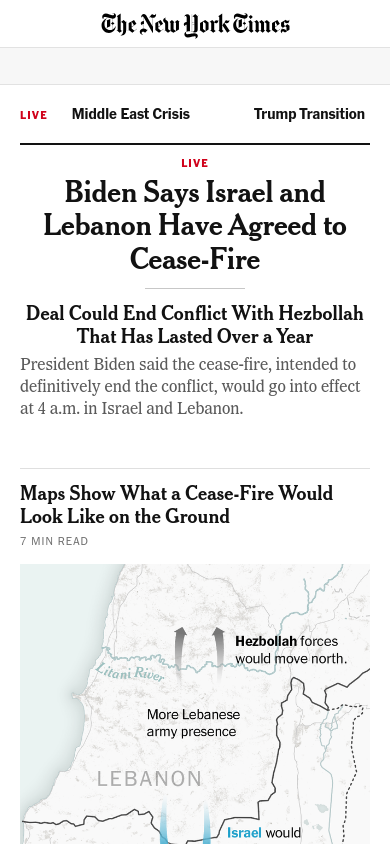 The New York Times
LIVE Middle East Crisis Trump Transition
LIVE
Biden Says Israel and
Lebanon Have Agreed to
Cease-Fire
Deal Could End Conflict With Hezbollah
That Has Lasted Over a Year
President Biden said the cease-fire, intended to
definitively end the conflict, would go into effect
at 4 a.m. in Israel and Lebanon.
Maps Show What a Cease-Fire Would
Look Like on the Ground
7 MIN READ
Hezbollah forces
would move north.
Litani River
More Lebanese
army presence
LEBANON
Israel would